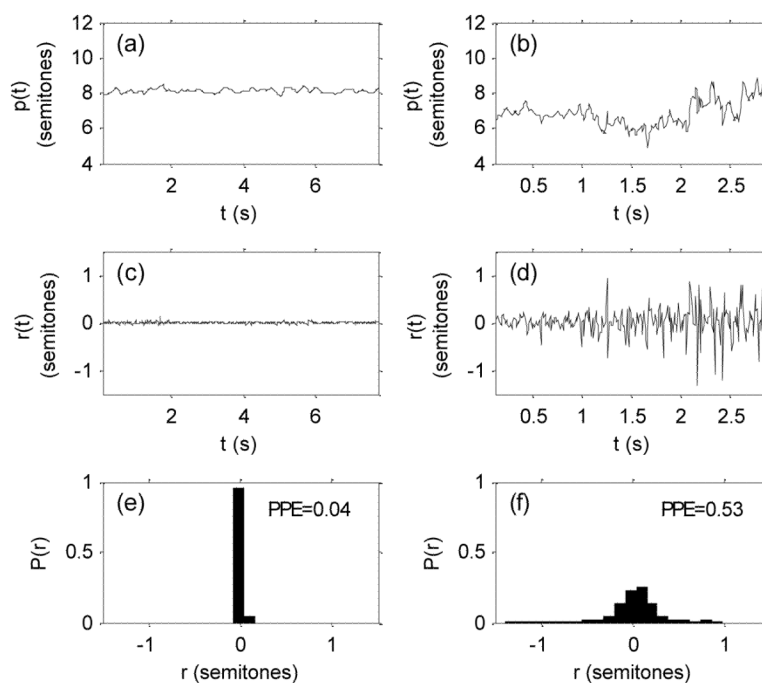 (a)
12
10
8
6
4
p(t)
(semitones)
2 4 6
t (s)
(b)
12
10
8
6
4
p(t)
(semitones)
0.5 1 1.5 2 2.5
t (s)
(c)
1
0
-1
r(t)
(semitones)
2 4 6
t (s)
(d)
1
0
-1
r(t)
(semitones)
0.5 1 1.5 2 2.5
t (s)
(e)
PPE=0.04
1
0.5
0
P(r)
-1 0 1
r (semitones)
(f)
PPE=0.53
1
0.5
0
P(r)
-1 0 1
r (semitones)